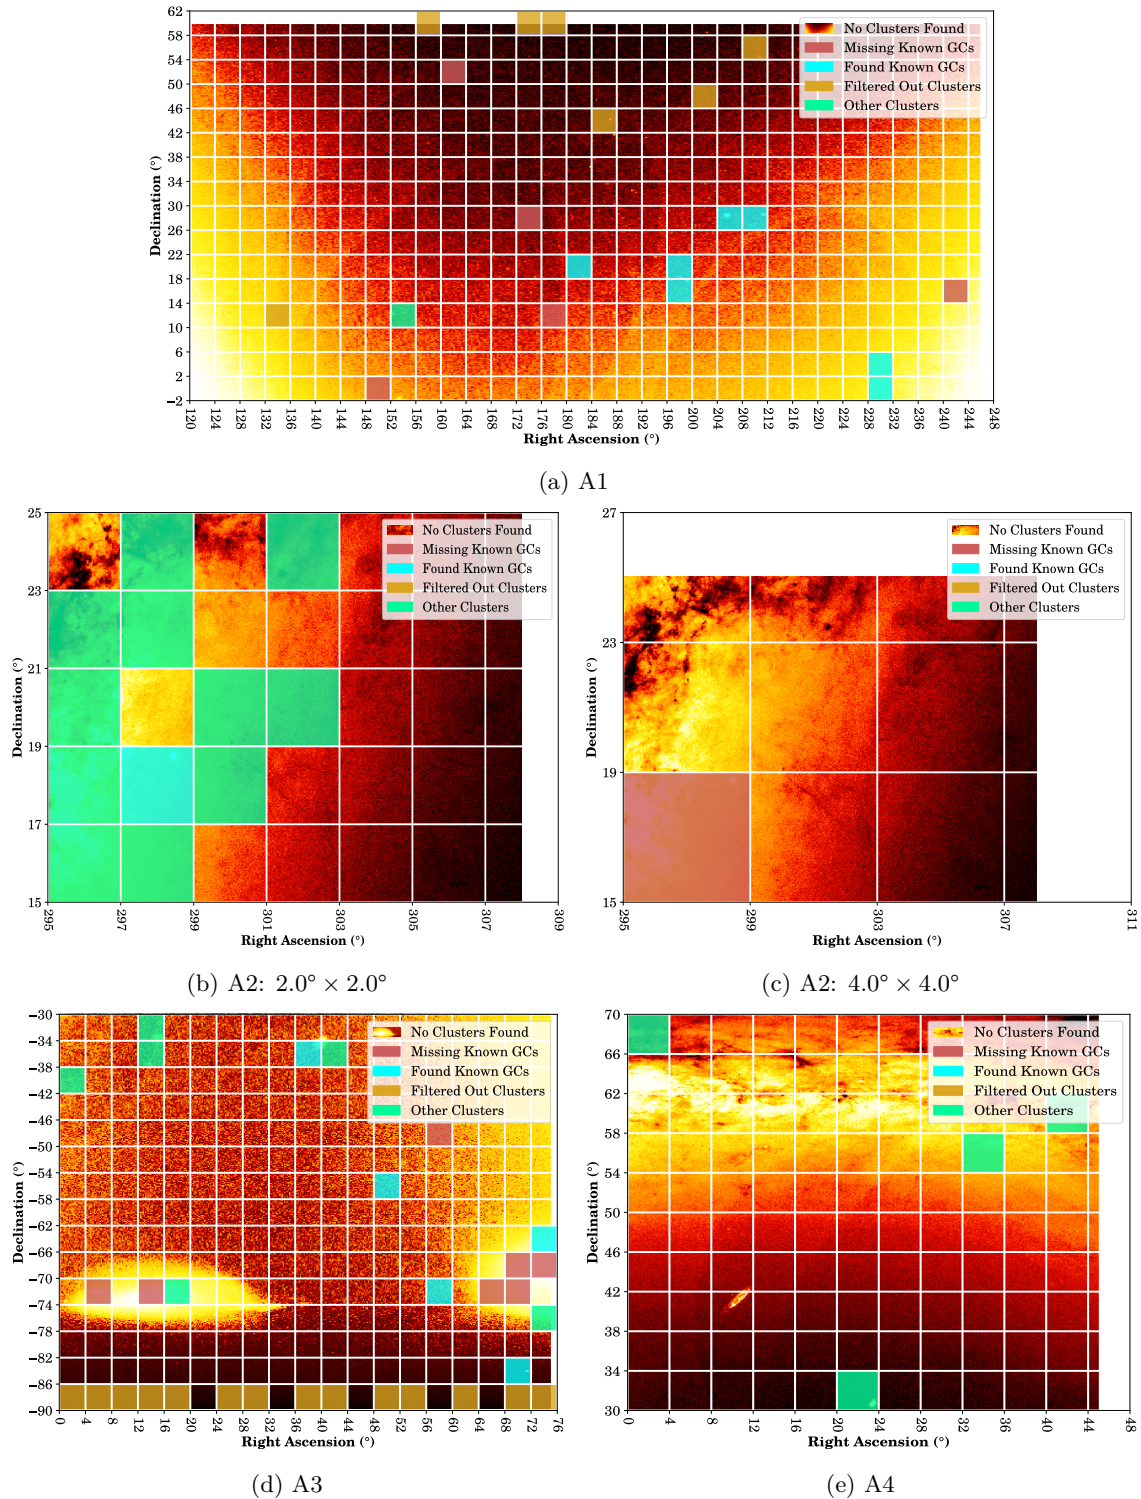 62
58
54
50
46
42
38
34
30
26
22
18
14
10
6
2
−2
Declination (°)
No Clusters Found
Missing Known GCs
Found Known GCs
Filtered Out Clusters
Other Clusters
120 124 128 132 136 140 144 148 152 156 160 164 168 172 176 180 184 188 192 196 200 204 208 212 216 220 224 228 232 236 240 244 248
Right Ascension (°)
(a) A1
25
23
21
19
17
15
Declination (°)
No Clusters Found
Missing Known GCs
Found Known GCs
Filtered Out Clusters
Other Clusters
295 297 299 301 303 305 307 309
Right Ascension (°)
(b) A2: 2.0° × 2.0°
27
23
19
15
Declination (°)
No Clusters Found
Missing Known GCs
Found Known GCs
Filtered Out Clusters
Other Clusters
295 299 303 307 311
Right Ascension (°)
(c) A2: 4.0° × 4.0°
−30
−34
−38
−42
−46
−50
−54
−58
−62
−66
−70
−74
−78
−82
−86
−90
Declination (°)
No Clusters Found
Missing Known GCs
Found Known GCs
Filtered Out Clusters
Other Clusters
0 4 8 12 16 20 24 28 32 36 40 44 48 52 56 60 64 68 72 76
Right Ascension (°)
(d) A3
70
66
62
58
54
50
46
42
38
34
30
Declination (°)
No Clusters Found
Missing Known GCs
Found Known GCs
Filtered Out Clusters
Other Clusters
0 4 8 12 16 20 24 28 32 36 40 44 48
Right Ascension (°)
(e) A4